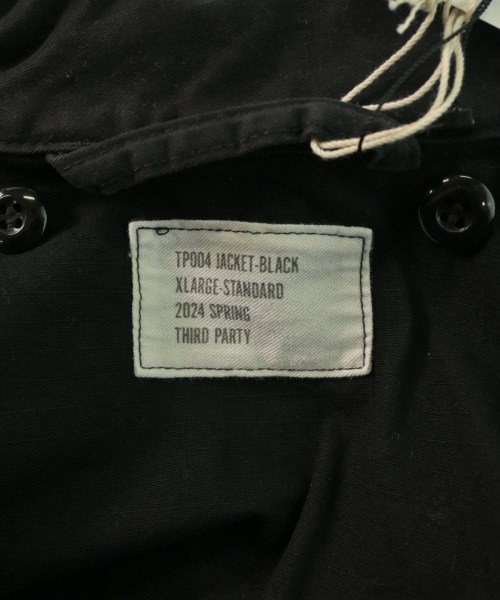 TP004 JACKET-BLACK
XLARGE-STANDARD
2024 SPRING
THIRD PARTY